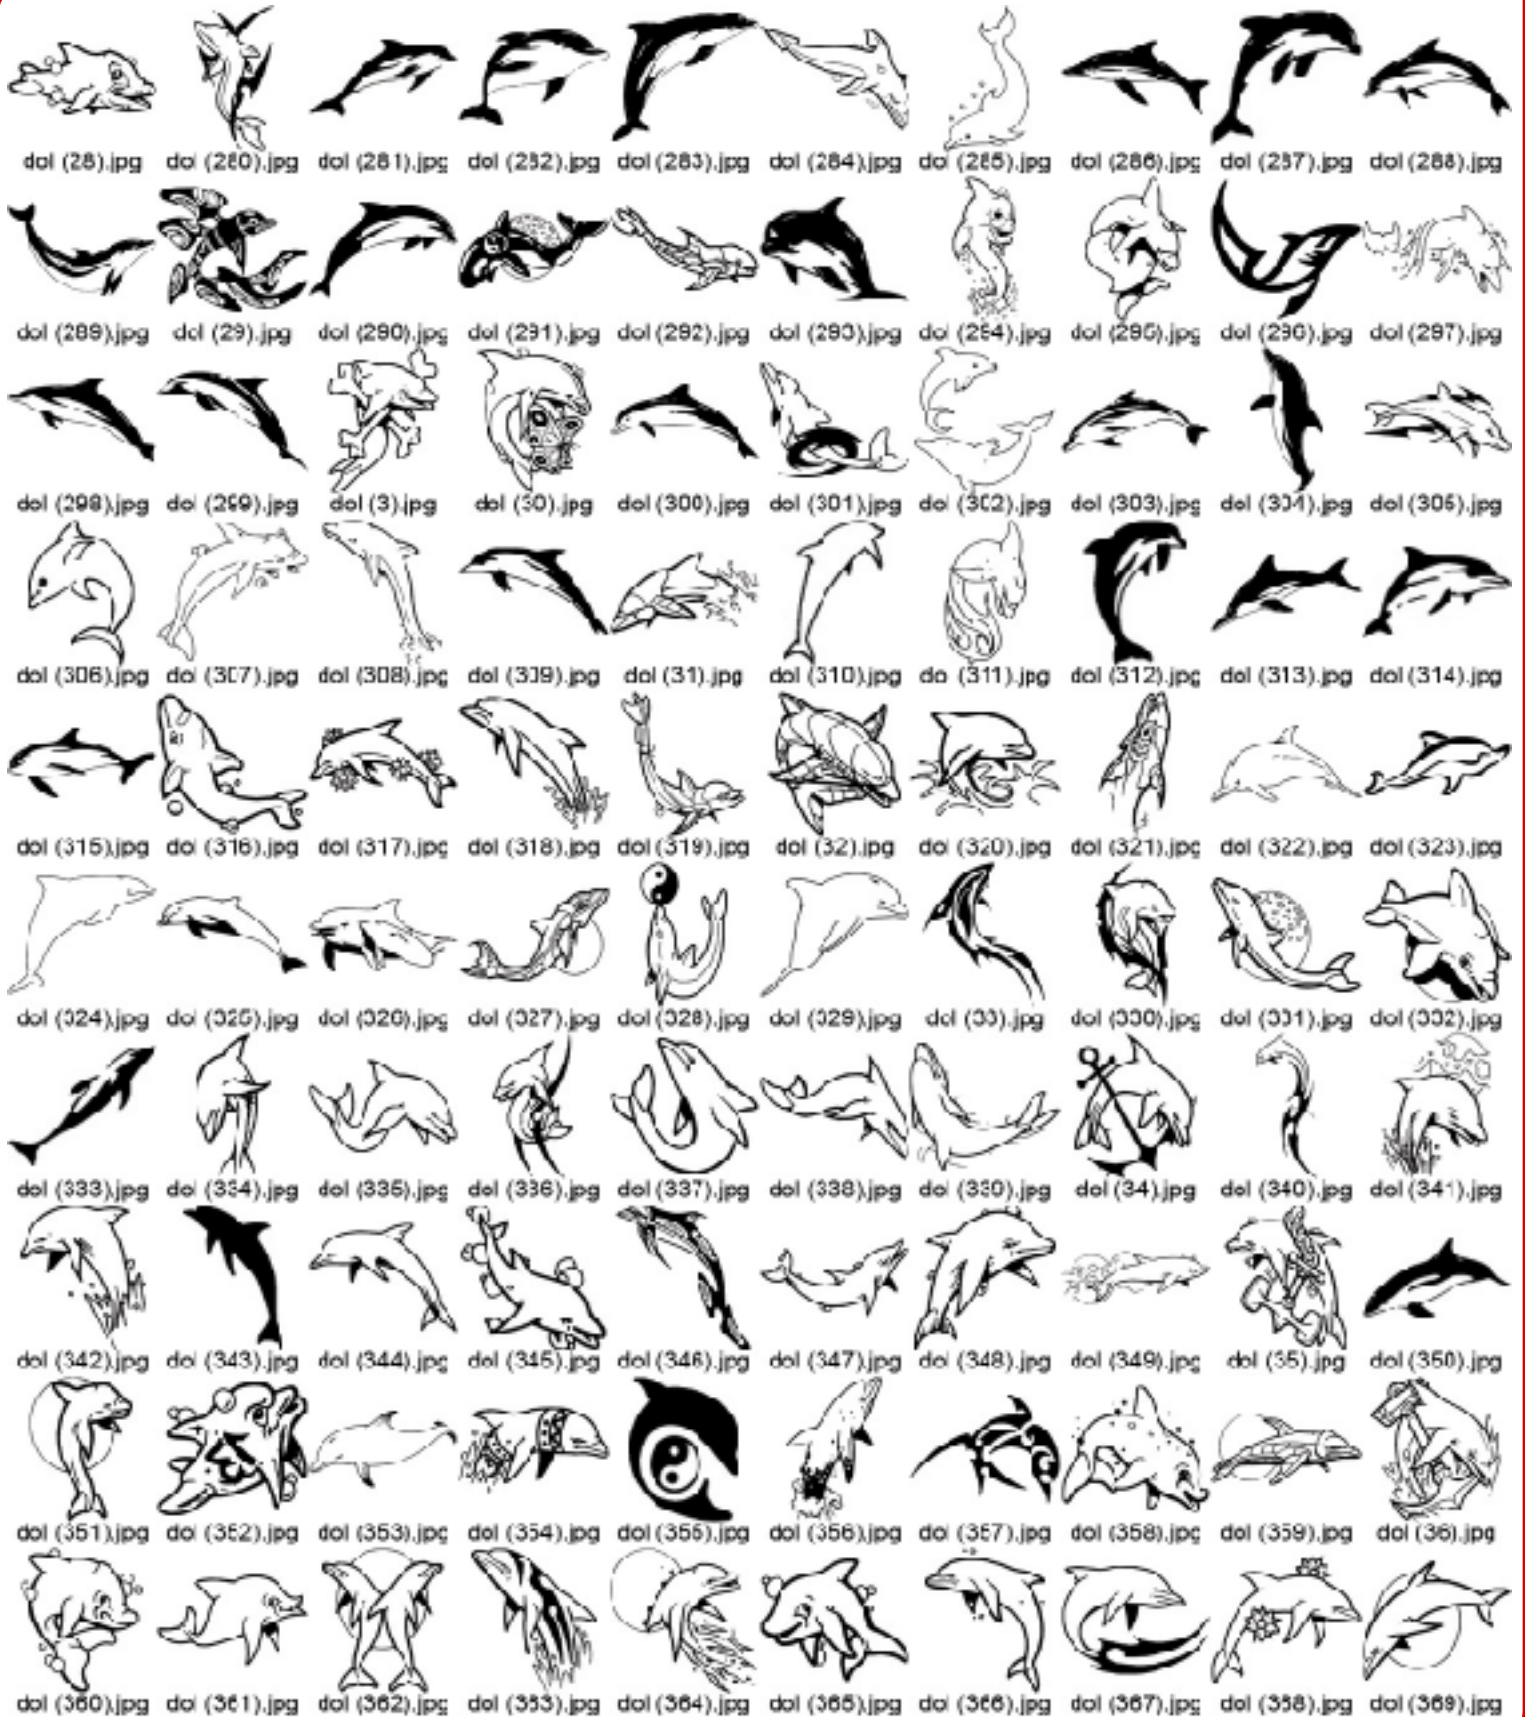 dol (28).jpg dol (280).jpg dol (281).jpg dol (282).jpg dol (283).jpg dol (284).jpg dol (285).jpg dol (286).jpg dol (287).jpg dol (288).jpg
dol (289).jpg dol (29).jpg dol (290).jpg dol (291).jpg dol (292).jpg dol (293).jpg dol (294).jpg dol (295).jpg dol (296).jpg dol (297).jpg
dol (298).jpg dol (299).jpg dol (3).jpg dol (30).jpg dol (300).jpg dol (301).jpg dol (302).jpg dol (303).jpg dol (304).jpg dol (305).jpg
dol (306).jpg dol (307).jpg dol (308).jpg dol (309).jpg dol (31).jpg dol (310).jpg dol (311).jpg dol (312).jpg dol (313).jpg dol (314).jpg
dol (315).jpg dol (316).jpg dol (317).jpg dol (318).jpg dol (319).jpg dol (32).jpg dol (320).jpg dol (321).jpg dol (322).jpg dol (323).jpg
dol (324).jpg dol (325).jpg dol (326).jpg dol (327).jpg dol (328).jpg dol (329).jpg dol (33).jpg dol (330).jpg dol (331).jpg dol (332).jpg
dol (333).jpg dol (334).jpg dol (335).jpg dol (336).jpg dol (337).jpg dol (338).jpg dol (339).jpg dol (34).jpg dol (340).jpg dol (341).jpg
dol (342).jpg dol (343).jpg dol (344).jpg dol (345).jpg dol (346).jpg dol (347).jpg dol (348).jpg dol (349).jpg dol (35).jpg dol (350).jpg
dol (351).jpg dol (352).jpg dol (353).jpg dol (354).jpg dol (355).jpg dol (356).jpg dol (357).jpg dol (358).jpg dol (359).jpg dol (36).jpg
dol (360).jpg dol (361).jpg dol (362).jpg dol (363).jpg dol (364).jpg dol (365).jpg dol (366).jpg dol (367).jpg dol (368).jpg dol (369).jpg